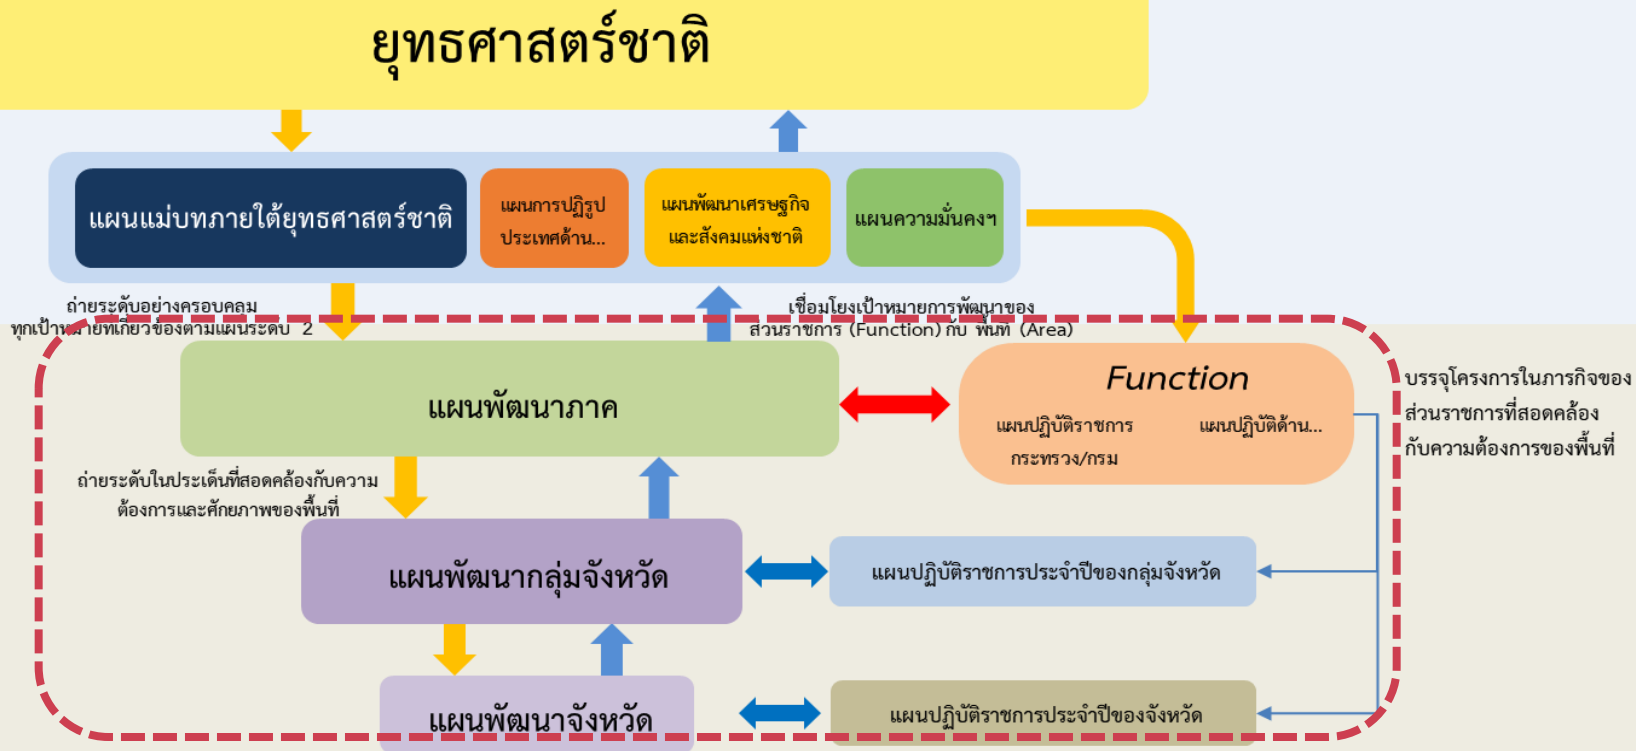 ยุทธศาสตร์ชาติ
แผนแม่บทภายใต้ยุทธศาสตร์ชาติ
แผนการปฏิรูป
ประเทศด้าน...
แผนพัฒนาเศรษฐกิจ
และสังคมแห่งชาติ
แผนความมั่นคงฯ
ถ่ายระดับอย่างครอบคลุม
ทุกเป้าหมายที่เกี่ยวข้องตามแผนระดับ 2
เชื่อมโยงเป้าหมายการพัฒนาของ
ส่วนราชการ (Function) กับ พื้นที่ (Area)
แผนพัฒนาภาค
Function
แผนปฏิบัติราชการ
กระทรวง/กรม
แผนปฏิบัติด้าน...
บรรจุโครงการในภารกิจของ
ส่วนราชการที่สอดคล้อง
กับความต้องการของพื้นที่
ถ่ายระดับในประเด็นที่สอดคล้องกับความ
ต้องการและศักยภาพของพื้นที่
แผนพัฒนากลุ่มจังหวัด
แผนปฏิบัติราชการประจำปีของกลุ่มจังหวัด
แผนพัฒนาจังหวัด
แผนปฏิบัติราชการประจำปีของจังหวัด